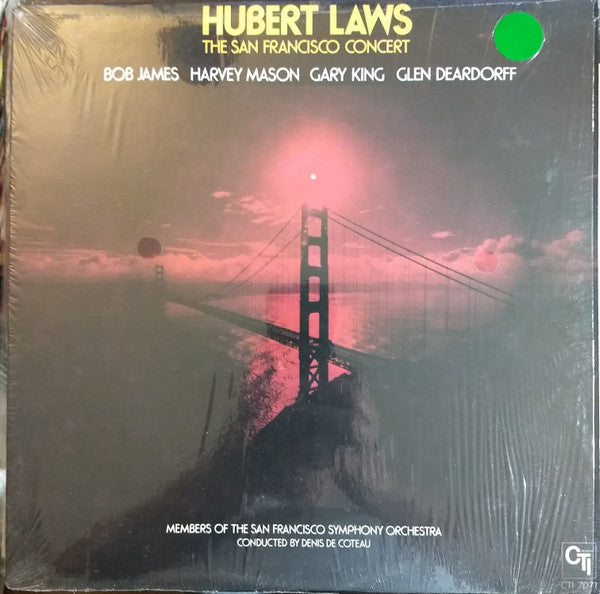 HUBERT LAWS
THE SAN FRANCISCO CONCERT
BOB JAMES HARVEY MASON GARY KING GLEN DEARDORFF
MEMBERS OF THE SAN FRANCISCO SYMPHONY ORCHESTRA
CONDUCTED BY DENIS DE COTEAU
CTI
CTI 7071